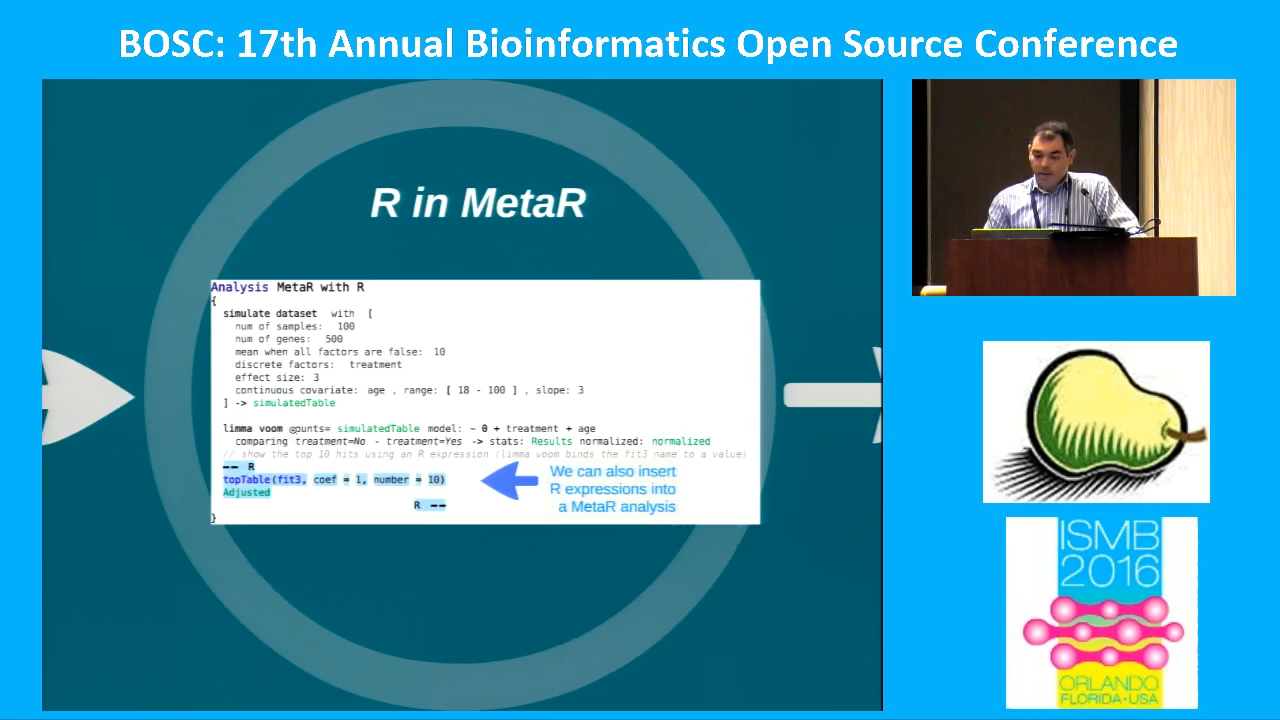 BOSC: 17th Annual Bioinformatics Open Source Conference
R in MetaR
Analysis MetaR with R
{
simulate dataset with [
num of samples: 100
num of genes: 500
mean when all factors are false: 10
discrete factors: treatment
effect size: 3
continuous covariate: age , range: [ 18 - 100 ] , slope: 3
] -> simulatedTable
limma voom counts= simulatedTable model: ~ 0 + treatment + age
comparing treatment=No - treatment=Yes -> stats: Results normalized: normalized
// show the top 10 hits using an R expression (limma voom binds the fit3 name to a value)
-- R
topTable(fit3, coef = 1, number = 10)
Adjusted
R --
}
We can also insert
R expressions into
a MetaR analysis
ISMB
2016
ORLANDO
FLORIDA•USA